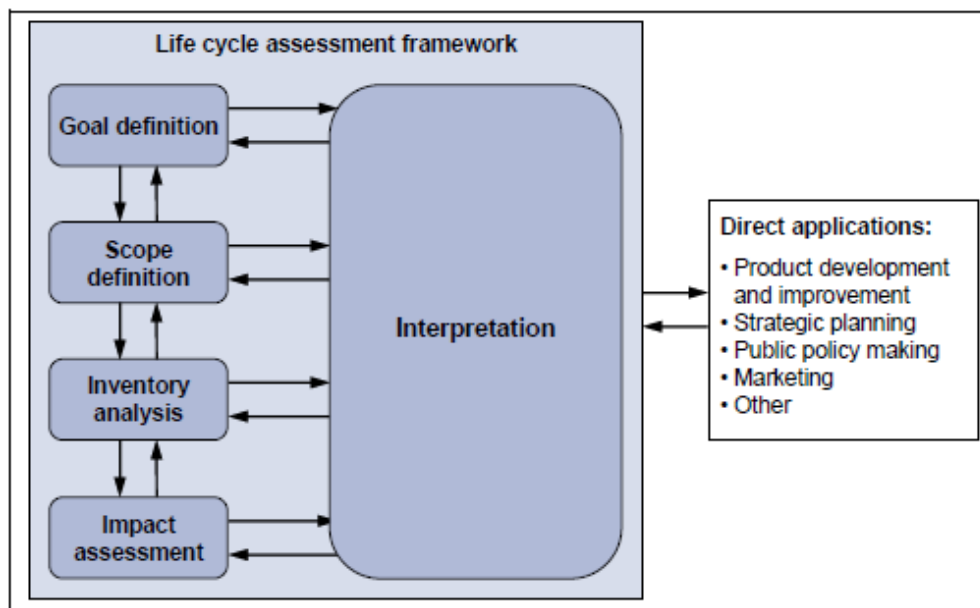 Life cycle assessment framework
Goal definition
Scope
definition
Inventory
analysis
Impact
assessment
Interpretation
Direct applications:
• Product development
and improvement
• Strategic planning
• Public policy making
• Marketing
• Other